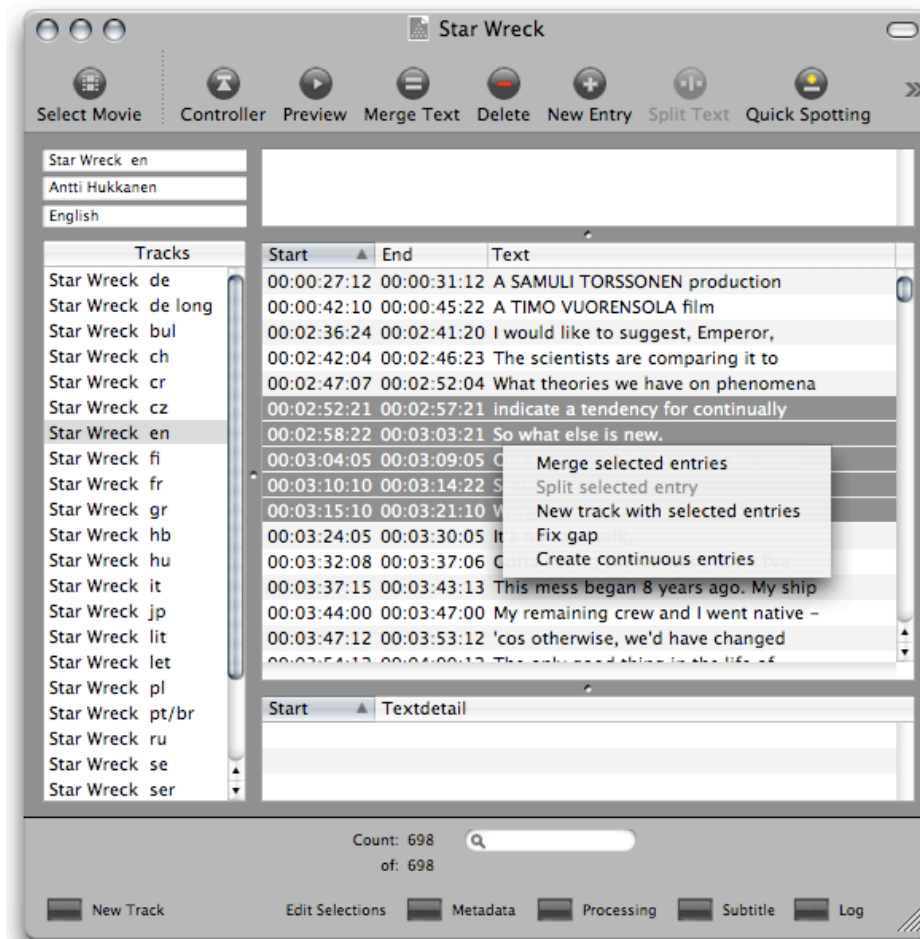 Star Wreck
Select Movie Controller Preview Merge Text Delete New Entry Split Text Quick Spotting
Star Wreck en
Antti Hukkanen
English
Tracks
Star Wreck de
Star Wreck de long
Star Wreck bul
Star Wreck ch
Star Wreck cr
Star Wreck cz
Star Wreck en
Star Wreck fi
Star Wreck fr
Star Wreck gr
Star Wreck hb
Star Wreck hu
Star Wreck it
Star Wreck jp
Star Wreck lit
Star Wreck let
Star Wreck pl
Star Wreck pt/br
Star Wreck ru
Star Wreck se
Star Wreck ser
Start End Text
00:00:27:12 00:00:31:12 A SAMULI TORSSONEN production
00:00:42:10 00:00:45:22 A TIMO VUORENSOLA film
00:02:36:24 00:02:41:20 I would like to suggest, Emperor,
00:02:42:04 00:02:46:23 The scientists are comparing it to
00:02:47:07 00:02:52:04 What theories we have on phenomena
00:02:52:21 00:02:57:21 indicate a tendency for continually
00:02:58:22 00:03:03:21 So what else is new.
00:03:04:05 00:03:09:05
00:03:10:10 00:03:14:22
00:03:15:10 00:03:21:10
00:03:24:05 00:03:30:05
00:03:32:08 00:03:37:06
00:03:37:15 00:03:43:13 This mess began 8 years ago. My ship
00:03:44:00 00:03:47:00 My remaining crew and I went native –
00:03:47:12 00:03:53:12 'cos otherwise, we'd have changed
The only good thing in the life of
Merge selected entries
Split selected entry
New track with selected entries
Fix gap
Create continuous entries
Start Textdetail
Count: 698
of: 698
New Track Edit Selections Metadata Processing Subtitle Log